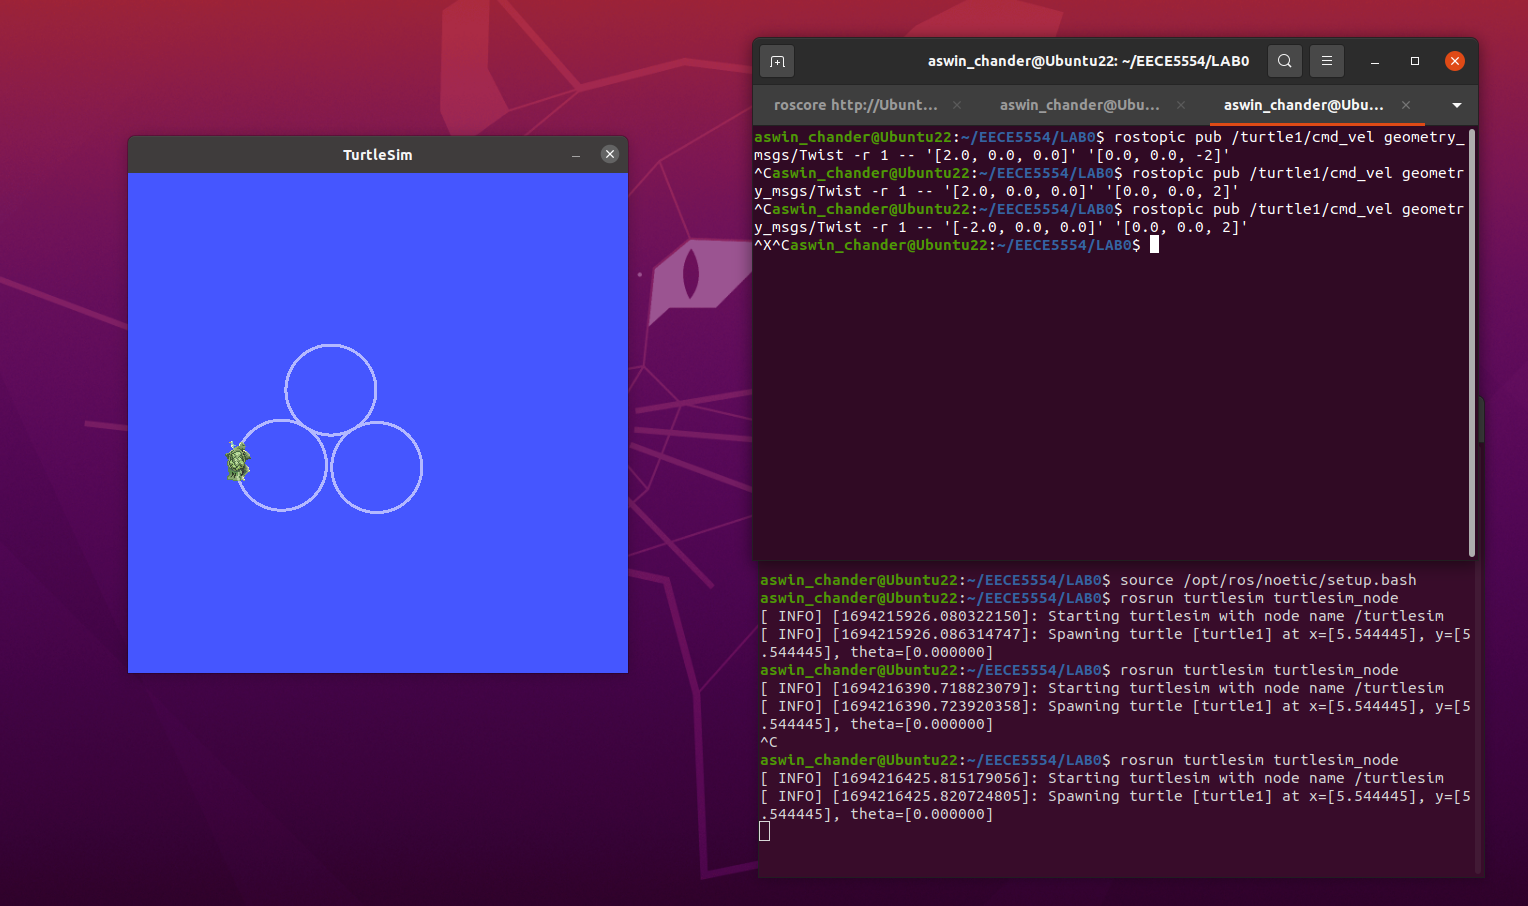 TurtleSim
aswin_chander@Ubuntu22: ~/EECE5554/LAB0
roscore http://Ubunt...
aswin_chander@Ubu...
aswin_chander@Ubu...
aswin_chander@Ubuntu22:~/EECE5554/LAB0$ rostopic pub /turtle1/cmd_vel geometry_
msgs/Twist -r 1 -- '[2.0, 0.0, 0.0]' '[0.0, 0.0, -2]'
^Caswin_chander@Ubuntu22:~/EECE5554/LAB0$ rostopic pub /turtle1/cmd_vel geometr
y_msgs/Twist -r 1 -- '[2.0, 0.0, 0.0]' '[0.0, 0.0, 2]'
^Caswin_chander@Ubuntu22:~/EECE5554/LAB0$ rostopic pub /turtle1/cmd_vel geometr
y_msgs/Twist -r 1 -- '[-2.0, 0.0, 0.0]' '[0.0, 0.0, 2]'
^X^Caswin_chander@Ubuntu22:~/EECE5554/LAB0$
aswin_chander@Ubuntu22:~/EECE5554/LAB0$ source /opt/ros/noetic/setup.bash
aswin_chander@Ubuntu22:~/EECE5554/LAB0$ rosrun turtlesim turtlesim_node
[ INFO] [1694215926.080322150]: Starting turtlesim with node name /turtlesim
[ INFO] [1694215926.086314747]: Spawning turtle [turtle1] at x=[5.544445], y=[5
.544445], theta=[0.000000]
aswin_chander@Ubuntu22:~/EECE5554/LAB0$ rosrun turtlesim turtlesim_node
[ INFO] [1694216390.718823079]: Starting turtlesim with node name /turtlesim
[ INFO] [1694216390.723920358]: Spawning turtle [turtle1] at x=[5.544445], y=[5
.544445], theta=[0.000000]
^C
aswin_chander@Ubuntu22:~/EECE5554/LAB0$ rosrun turtlesim turtlesim_node
[ INFO] [1694216425.815179056]: Starting turtlesim with node name /turtlesim
[ INFO] [1694216425.820724805]: Spawning turtle [turtle1] at x=[5.544445], y=[5
.544445], theta=[0.000000]